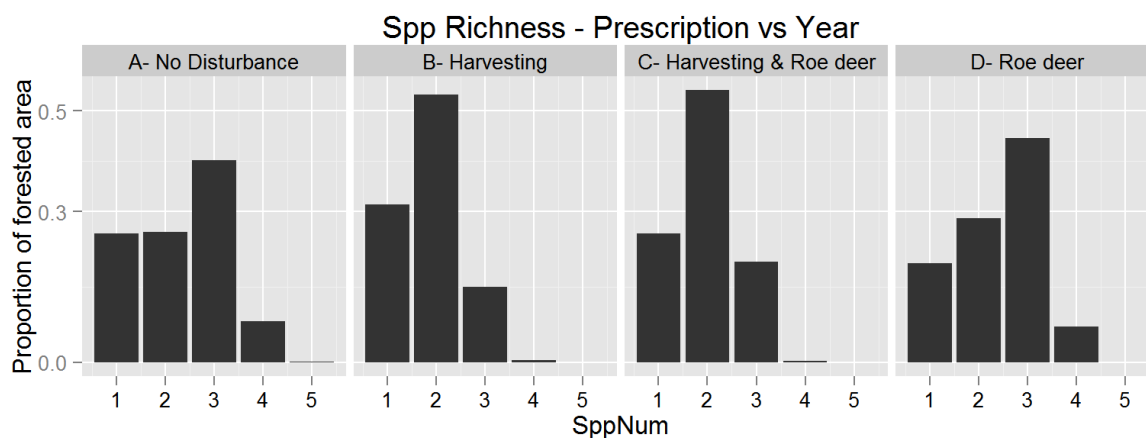 Spp Richness - Prescription vs Year
A- No Disturbance
B- Harvesting
C- Harvesting & Roe deer
D- Roe deer
Proportion of forested area
0.5
0.3
0.0
1 2 3 4 5
1 2 3 4 5
1 2 3 4 5
1 2 3 4 5
SppNum